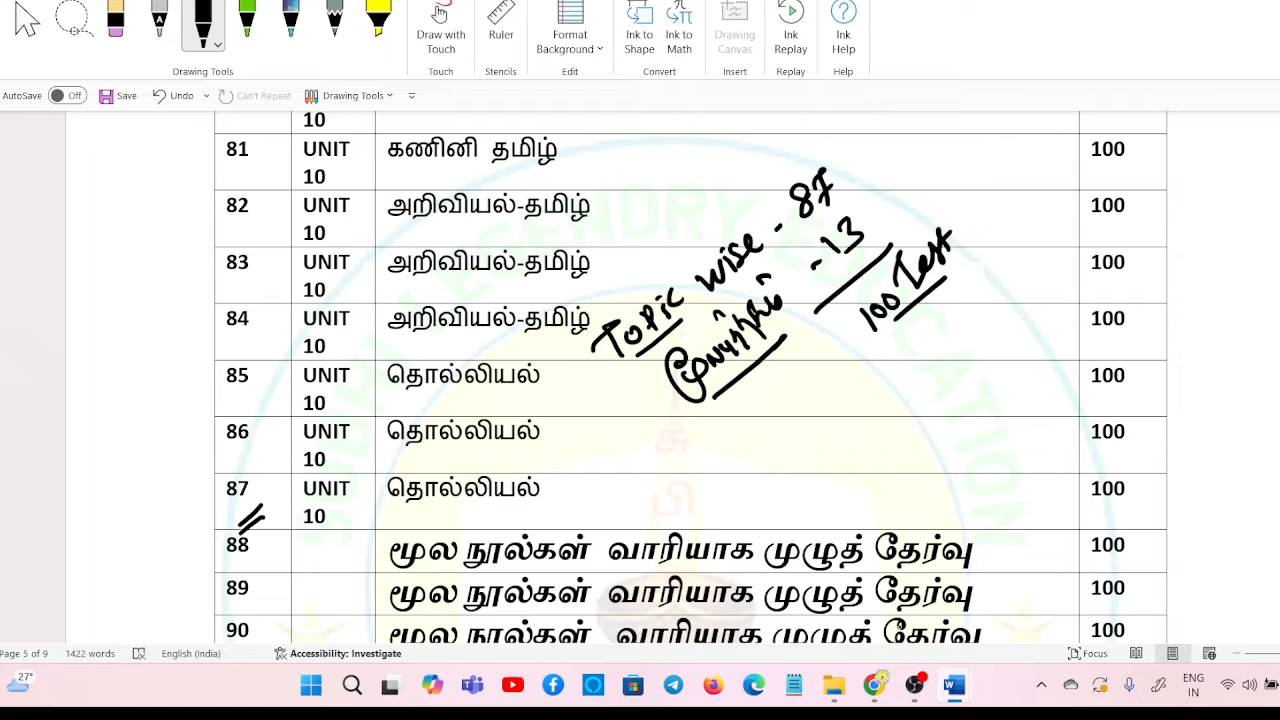 Draw with
Touch
Ruler
Format
Background
Ink to
Shape
Ink to
Math
Drawing
Canvas
Ink
Replay
Ink
Help
Drawing Tools
Touch
Stencils
Edit
Convert
Insert
Replay
Help
AutoSave Off Save Undo Can't Repeat Drawing Tools
10
81 UNIT 10 கணினி தமிழ் 100
82 UNIT 10 அறிவியல்-தமிழ் 100
83 UNIT 10 அறிவியல்-தமிழ் 100
84 UNIT 10 அறிவியல்-தமிழ் 100
85 UNIT 10 தொல்லியல் 100
86 UNIT 10 தொல்லியல் 100
87 UNIT 10 தொல்லியல் 100
88 மூல நூல்கள் வாரியாக முழுத் தேர்வு 100
89 மூல நூல்கள் வாரியாக முழுத் தேர்வு 100
90 மூல நூல்கள் வாரியாக முழுத் தேர்வு 100
Topic wise - 87
- 13
100 Test
Page 5 of 9 1422 words English (India) Accessibility: Investigate Focus
27°
ENG
IN